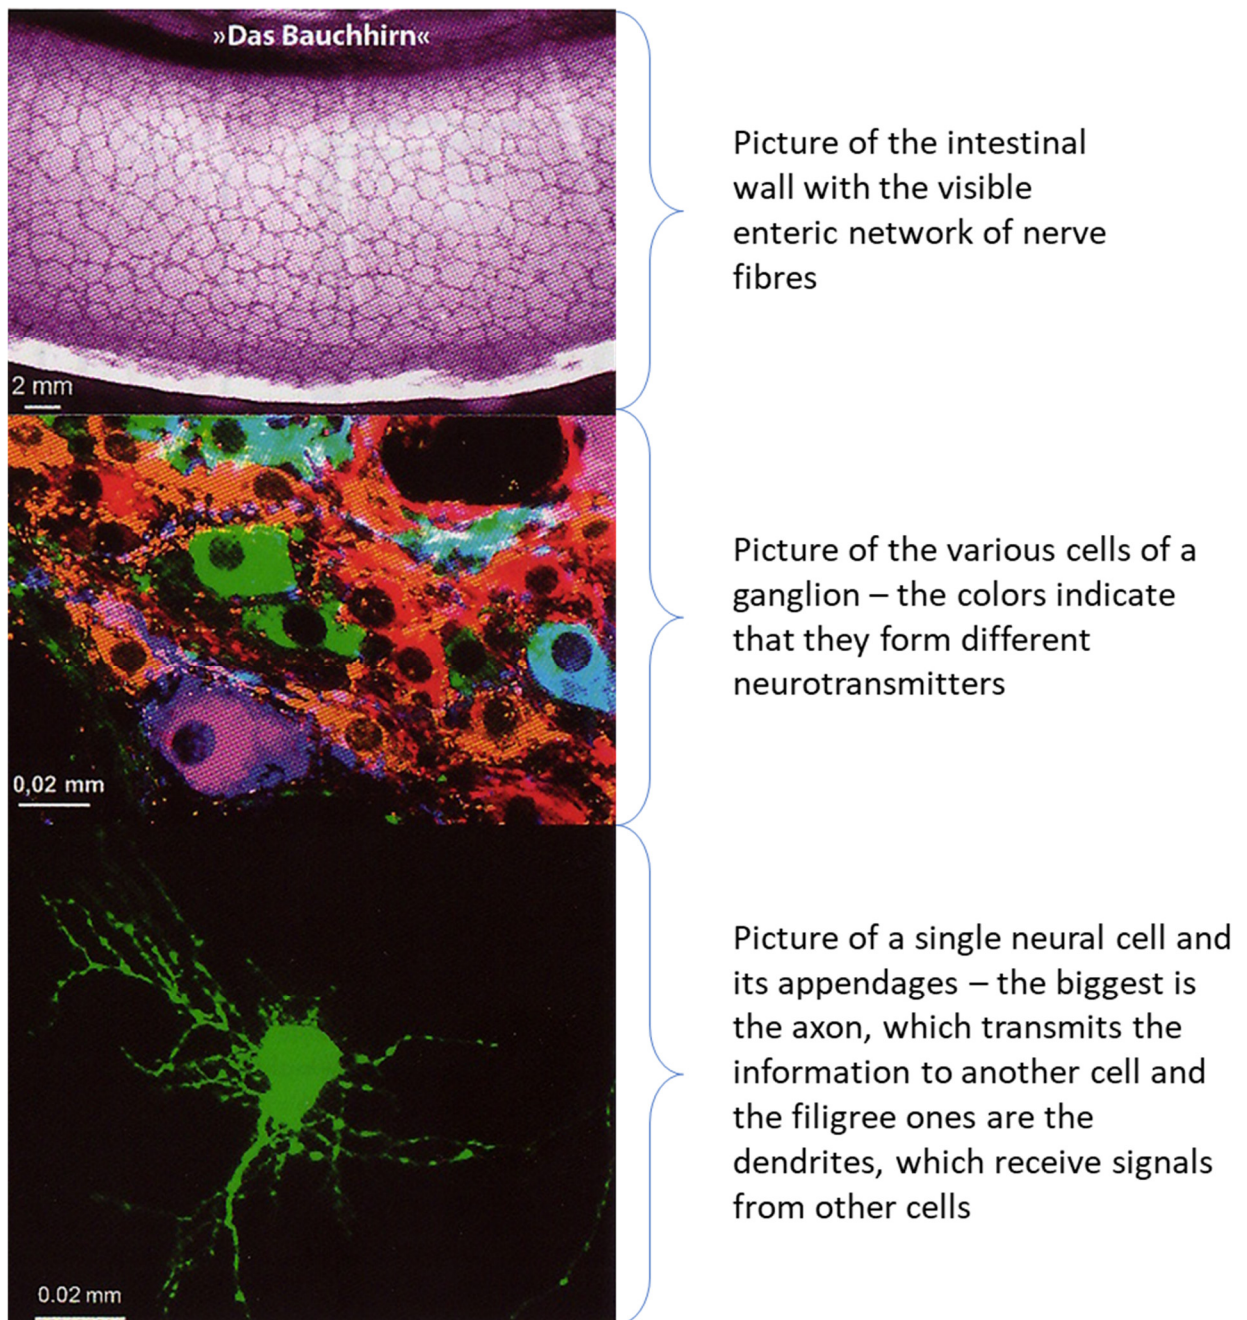 »Das Bauchhirn«
Picture of the intestinal
wall with the visible
enteric network of nerve
fibres
2 mm
Picture of the various cells of a
ganglion – the colors indicate
that they form different
neurotransmitters
0,02 mm
Picture of a single neural cell and
its appendages – the biggest is
the axon, which transmits the
information to another cell and
the filigree ones are the
dendrites, which receive signals
from other cells
0.02 mm